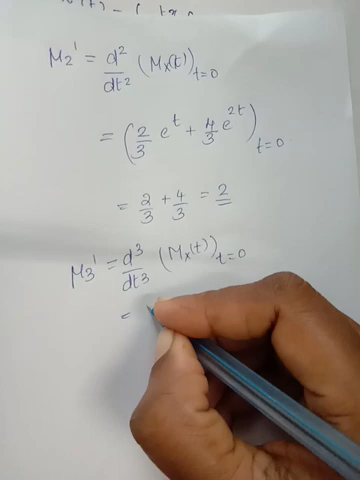 μ₂' = d²/dt² (Mx(t))t=0
= (2/3 e^t + 4/3 e^2t)t=0
= 2/3 + 4/3 = 2
μ₃' = d³/dt³ (Mx(t))t=0
=